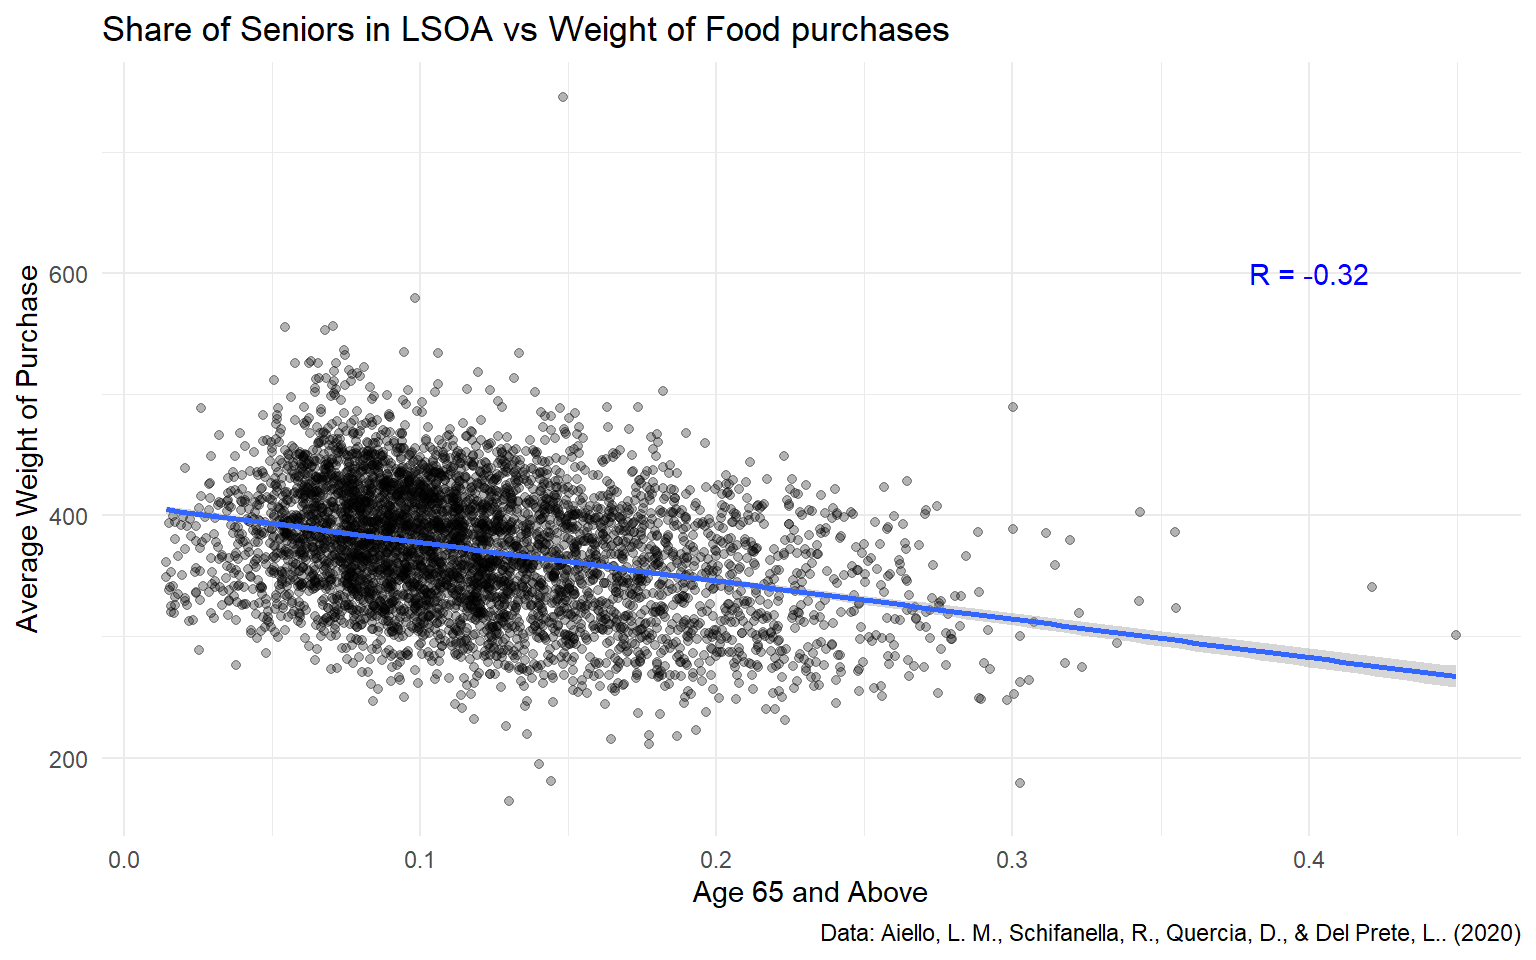 Share of Seniors in LSOA vs Weight of Food purchases
Average Weight of Purchase
600
400
200
R = -0.32
0.0
0.1
0.2
0.3
0.4
Age 65 and Above
Data: Aiello, L. M., Schifanella, R., Quercia, D., & Del Prete, L.. (2020)